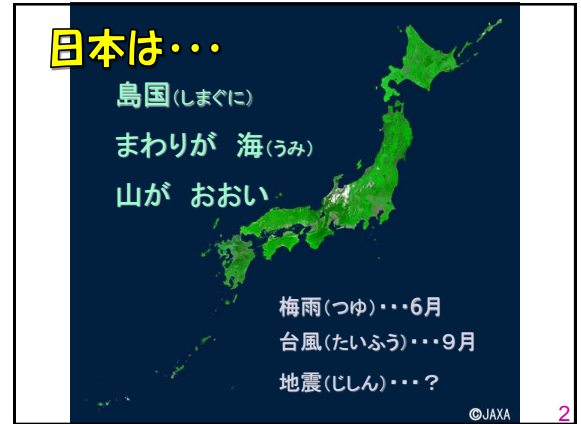 日本は・・・
島国(しまぐに)
まわりが 海(うみ)
山が おおい
梅雨(つゆ)・・・6月
台風(たいふう)・・・９月
地震(じしん)・・・？
©JAXA
2